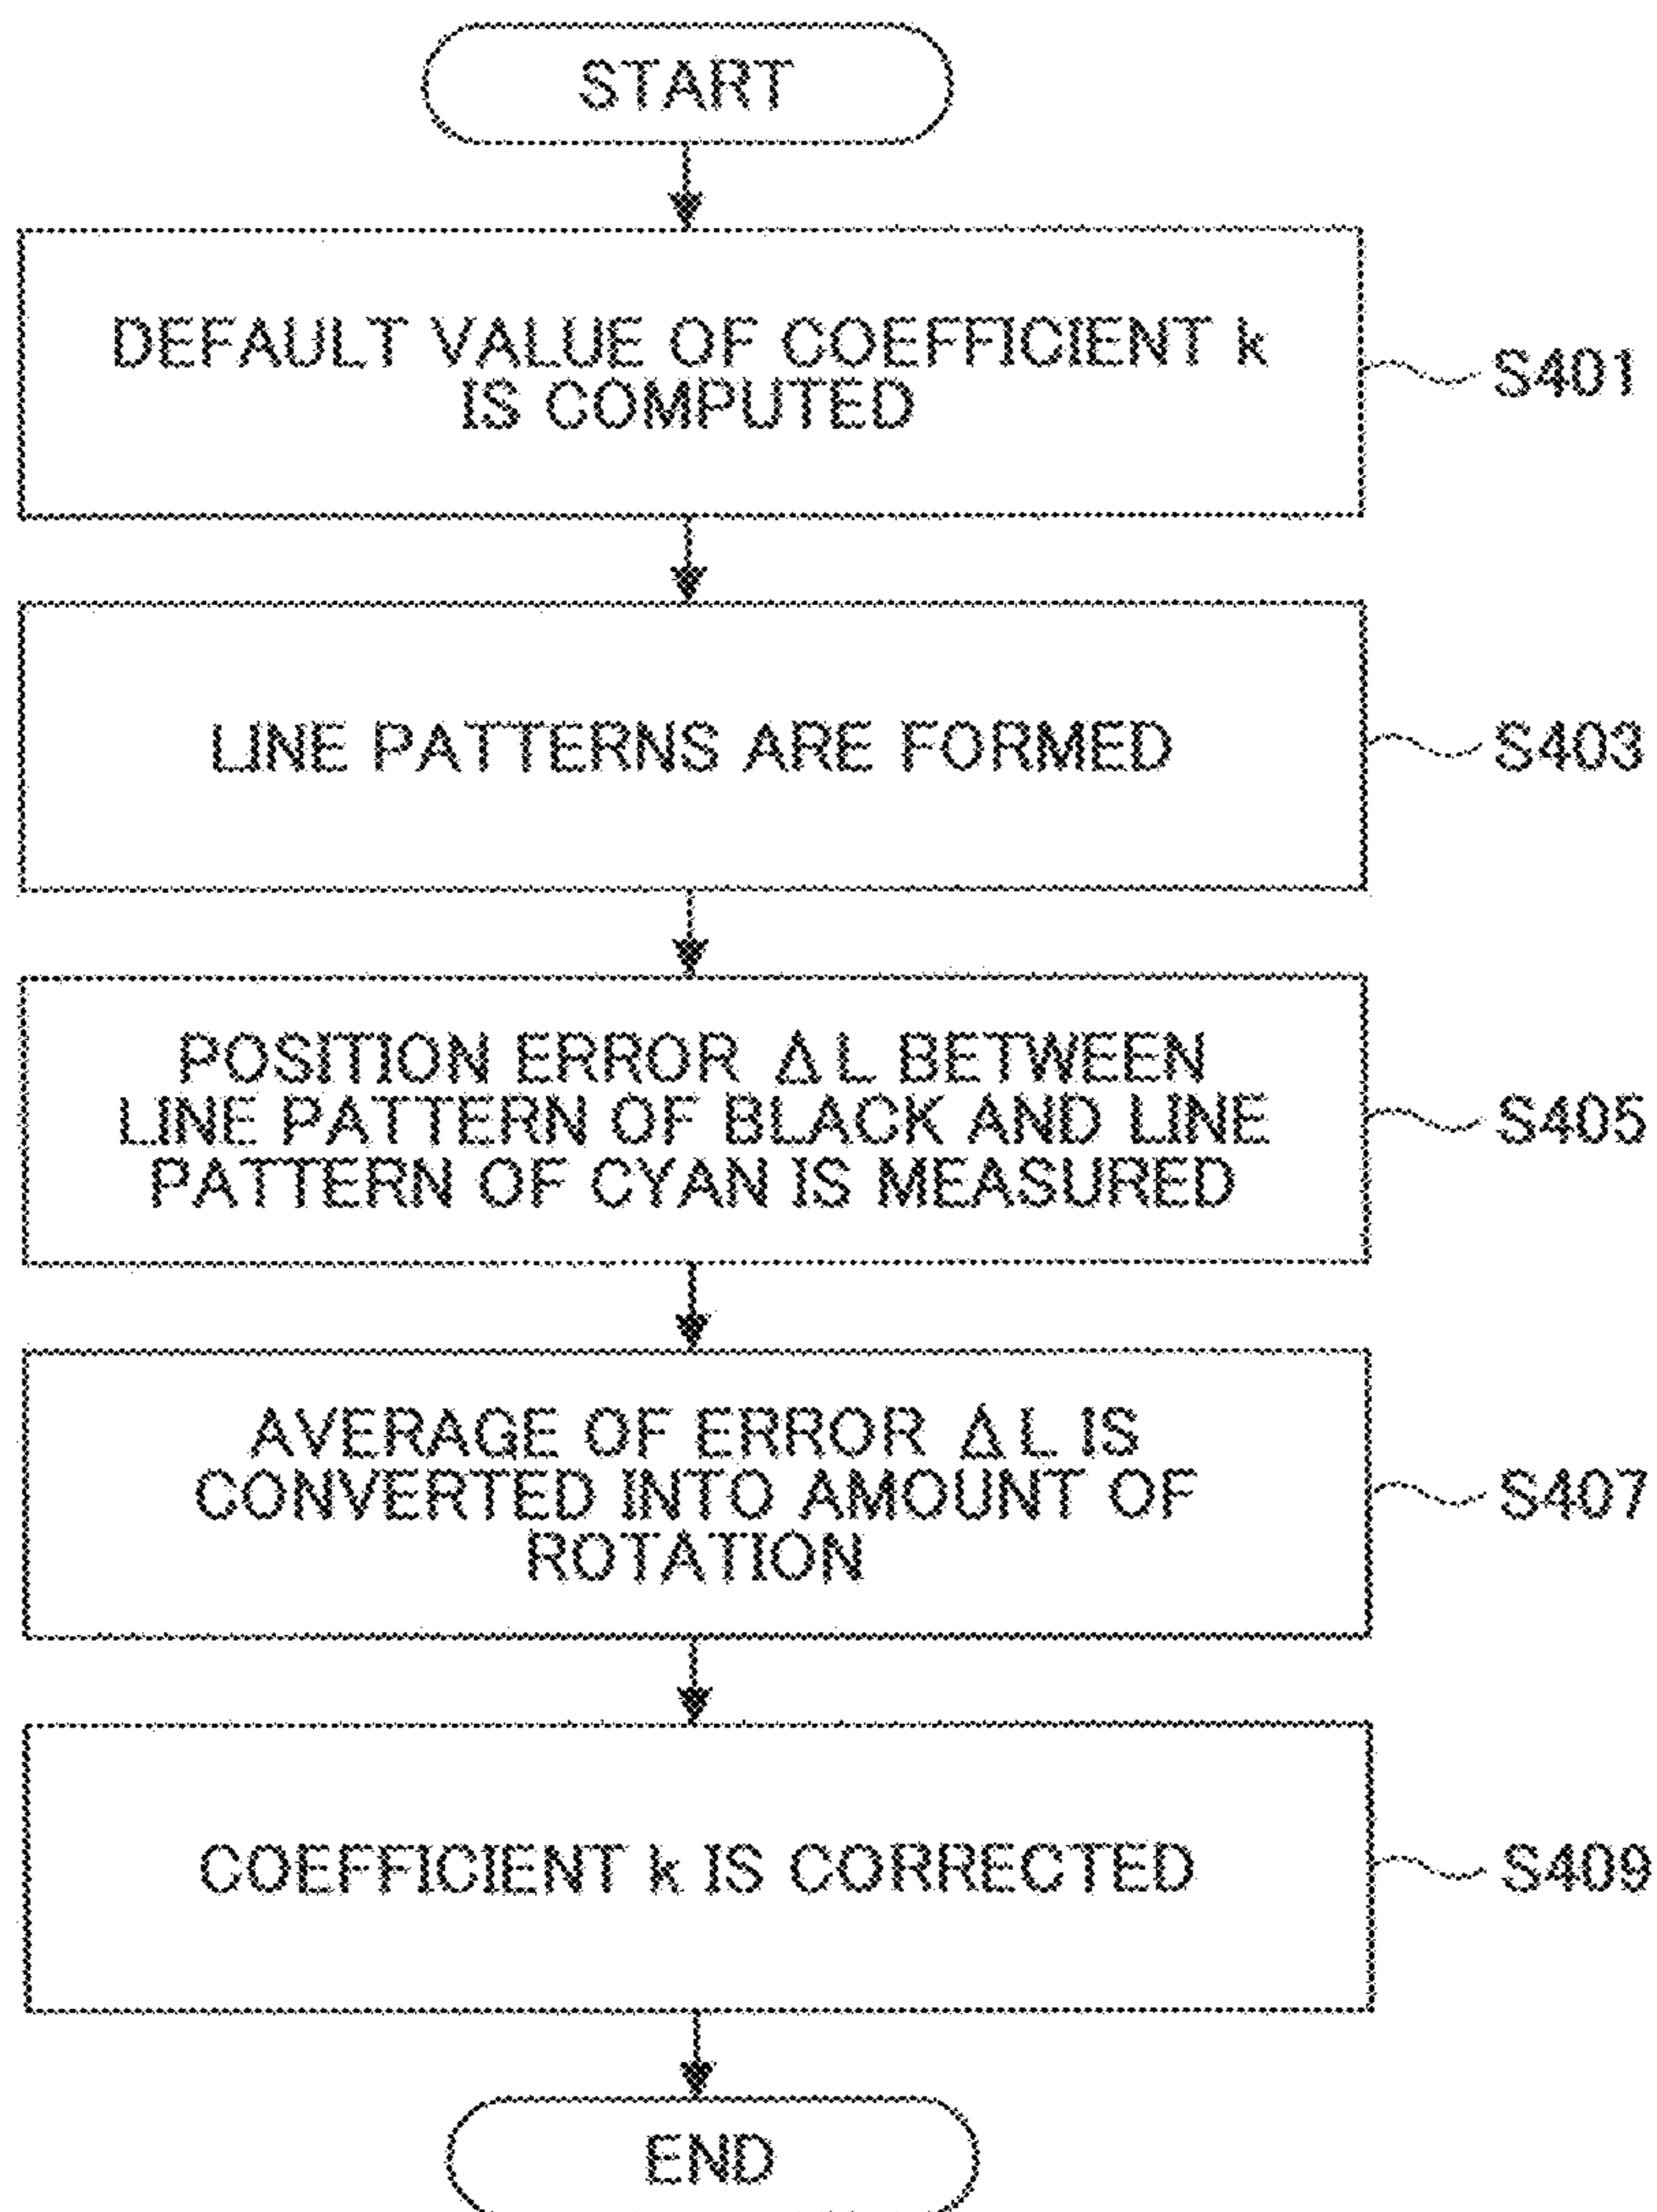 START
DEFAULT VALUE OF COEFFICIENT k
IS COMPUTED
S401
LINE PATTERNS ARE FORMED
S403
POSITION ERROR ΔL BETWEEN
LINE PATTERN OF BLACK AND LINE
PATTERN OF CYAN IS MEASURED
S405
AVERAGE OF ERROR ΔL IS
CONVERTED INTO AMOUNT OF
ROTATION
S407
COEFFICIENT k IS CORRECTED
S409
END